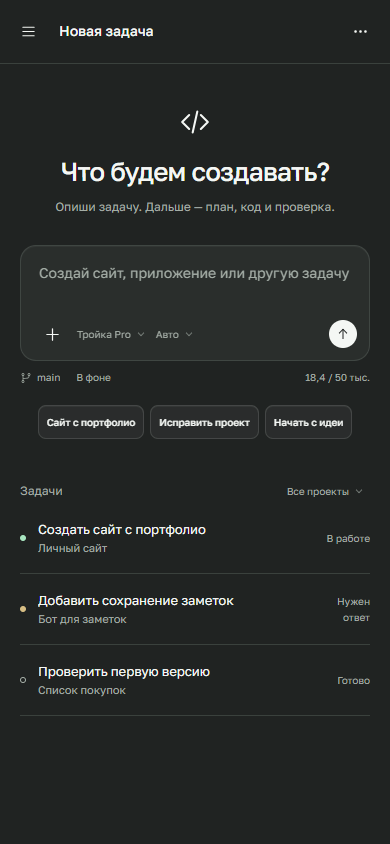 Новая задача
Что будем создавать?
Опиши задачу. Дальше — план, код и проверка.
Создай сайт, приложение или другую задачу
Тройка Pro Авто
main В фоне 18,4 / 50 тыс.
Сайт с портфолио Исправить проект Начать с идеи
Задачи Все проекты
Создать сайт с портфолио
Личный сайт
В работе
Добавить сохранение заметок
Бот для заметок
Нужен
ответ
Проверить первую версию
Список покупок
Готово